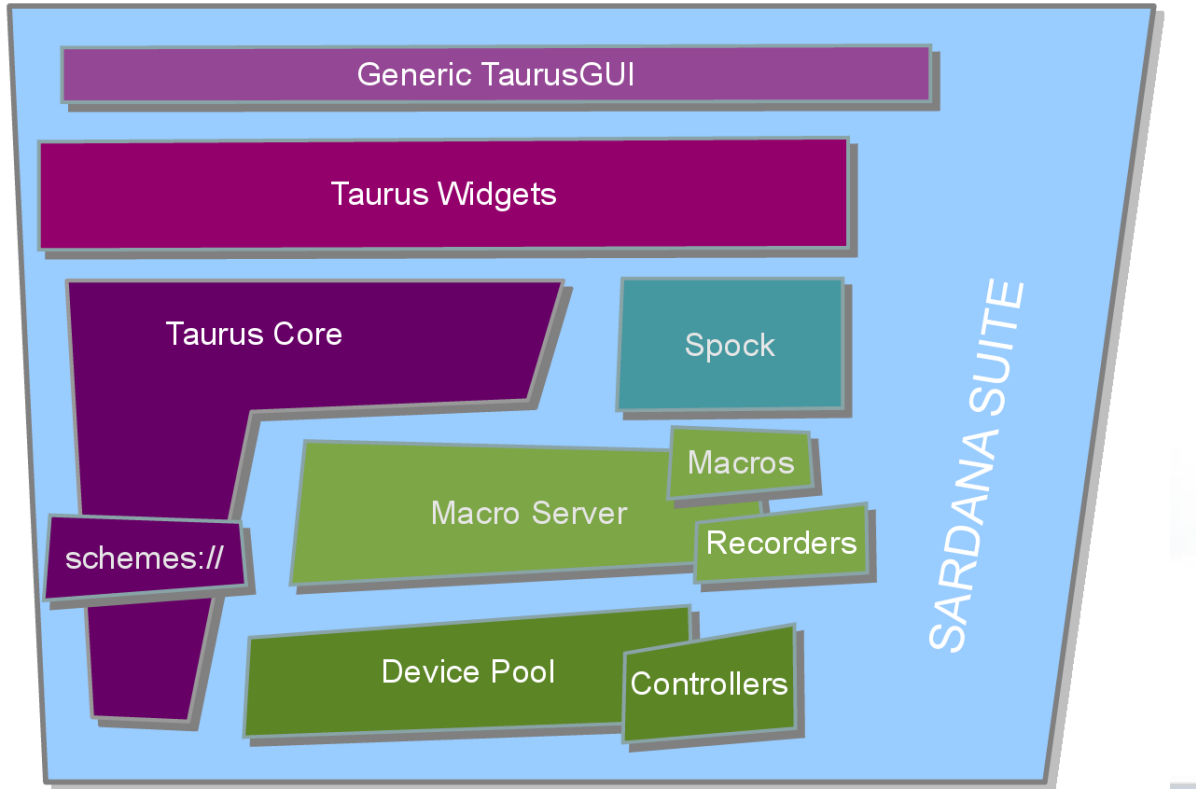 Generic TaurusGUI
Taurus Widgets
Taurus Core
Spock
Macros
Macro Server
Recorders
schemes://
Device Pool
Controllers
SARDANA SUITE